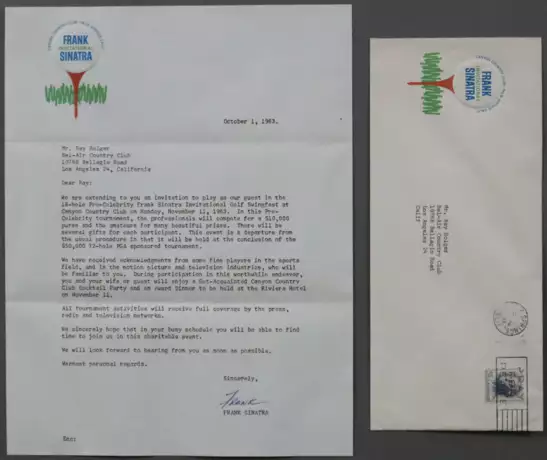 FRANK
INVITATIONAL
SINATRA
October 1, 1963.
Mr. Ray Bolger
Bel-Air Country Club
10768 Bellagio Road
Los Angeles 24, California
Dear Ray:
We are extending to you an invitation to play as our guest in the
18-hole Pro-Celebrity Frank Sinatra Invitational Golf Swingfest at
Canyon Country Club on Monday, November 11, 1963. In this Pro-
Celebrity tournament, the professionals will compete for a $10,000
purse and the amateurs for many beautiful prizes. There will be
several gifts for each participant. This event is a departure from
the usual procedure in that it will be held at the conclusion of the
$50,000 72-hole PGA sponsored tournament.
We have received acknowledgments from some fine players in the sports
field, and in the motion picture and television industries, who will
be familiar to you. During participation in this worthwhile endeavor,
you and your wife or guest will enjoy a Get-Acquainted Canyon Country
Club Cocktail Party and an Award Dinner to be held at the Riviera Hotel
on November 11.
All tournament activities will receive full coverage by the press,
radio and television networks.
We sincerely hope that in your busy schedule you will be able to find
time to join us in this charitable event.
We will look forward to hearing from you as soon as possible.
Warmest personal regards.
Sincerely,
Frank
FRANK SINATRA
Enc:
FRANK
INVITATIONAL
SINATRA
Mr. Ray Bolger
Bel-Air Country Club
10768 Bellagio Road
Los Angeles 24
Calif